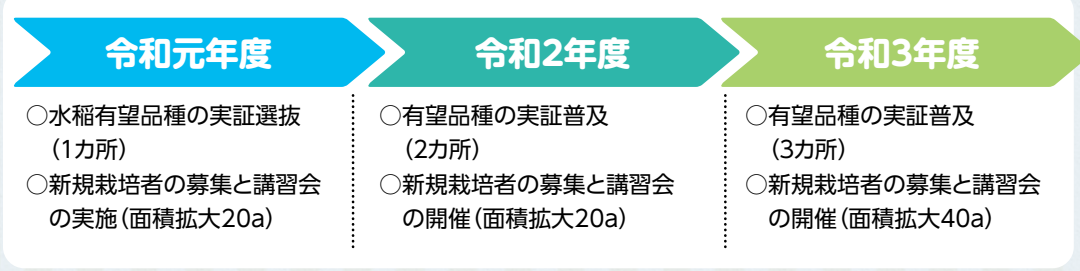 令和元年度
○水稲有望品種の実証選抜
（1カ所）
○新規栽培者の募集と講習会
の実施（面積拡大20a）
令和2年度
○有望品種の実証普及
（2カ所）
○新規栽培者の募集と講習会
の開催（面積拡大20a）
令和3年度
○有望品種の実証普及
（3カ所）
○新規栽培者の募集と講習会
の開催（面積拡大40a）